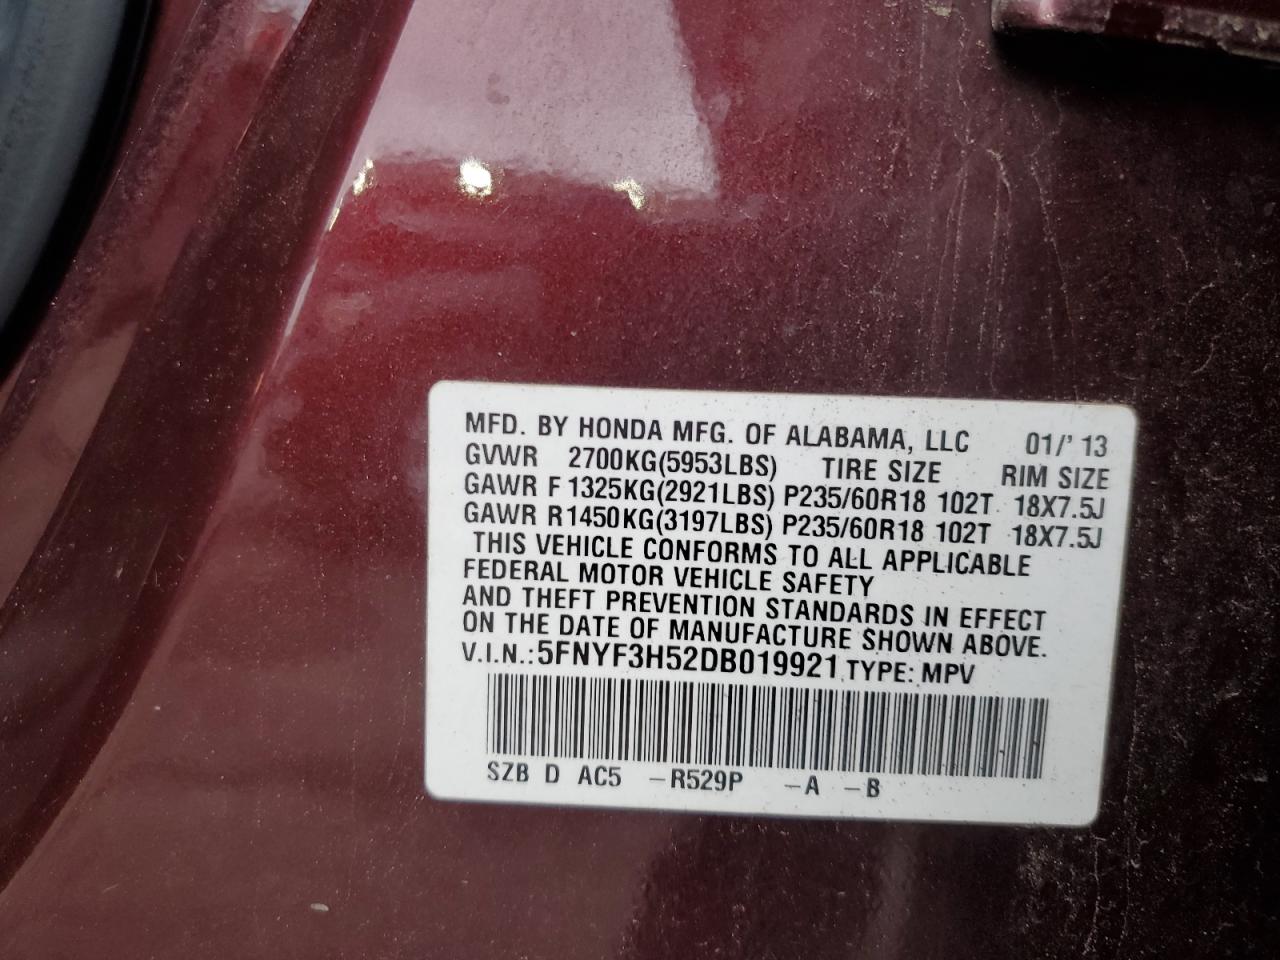 MFD. BY HONDA MFG. OF ALABAMA, LLC 01/' 13
GVWR 2700KG(5953LBS) TIRE SIZE RIM SIZE
GAWR F 1325KG(2921LBS) P235/60R18 102T 18X7.5J
GAWR R 1450KG(3197LBS) P235/60R18 102T 18X7.5J
THIS VEHICLE CONFORMS TO ALL APPLICABLE
FEDERAL MOTOR VEHICLE SAFETY
AND THEFT PREVENTION STANDARDS IN EFFECT
ON THE DATE OF MANUFACTURE SHOWN ABOVE.
V.I.N.: 5FNYF3H52DB019921 TYPE: MPV
SZB D AC5 -R529P -A -B